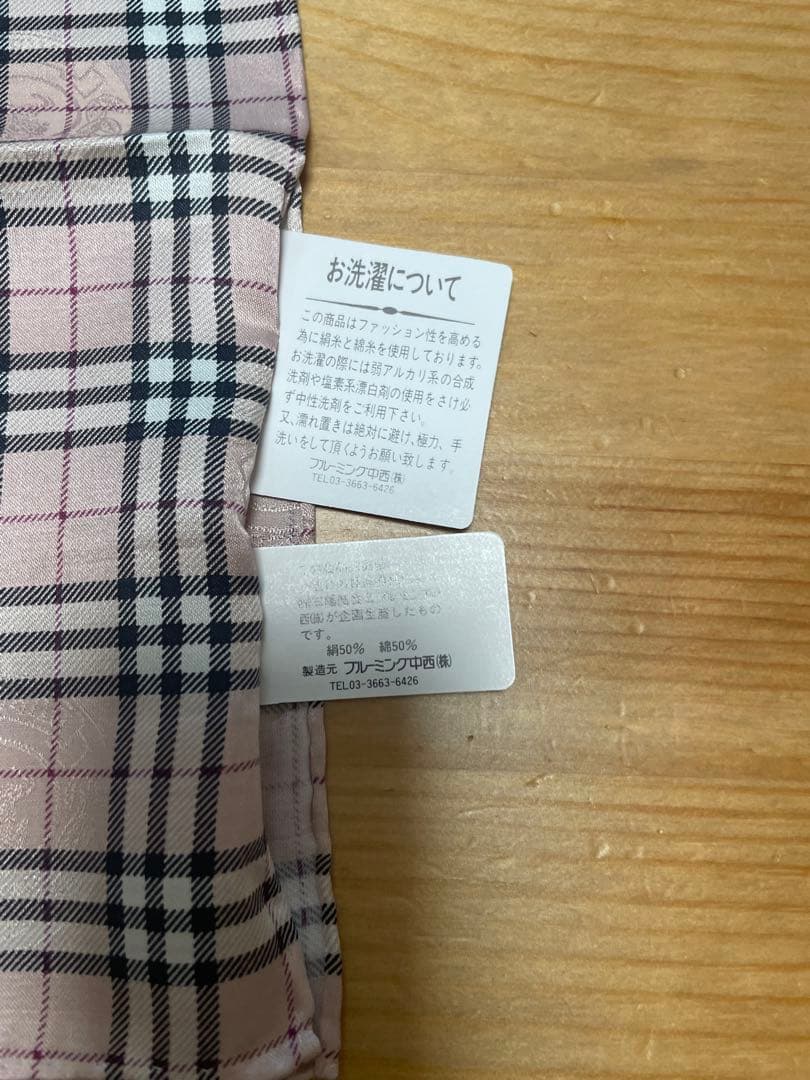 お洗濯について
この商品はファッション性を高める
為に絹糸と綿糸を使用しております。
お洗濯の際には弱アルカリ系の合成
洗剤や塩素系漂白剤の使用をさけ必
ず中性洗剤をご利用下さい。
又、濡れ置きは絶対に避け、極力、手
洗いをして頂くようお願い致します。
ブルーミング中西(株)
TEL03-3663-6426
西(株)が企画生産したもの
です。
絹50% 綿50%
製造元 ブルーミング中西(株)
TEL03-3663-6426